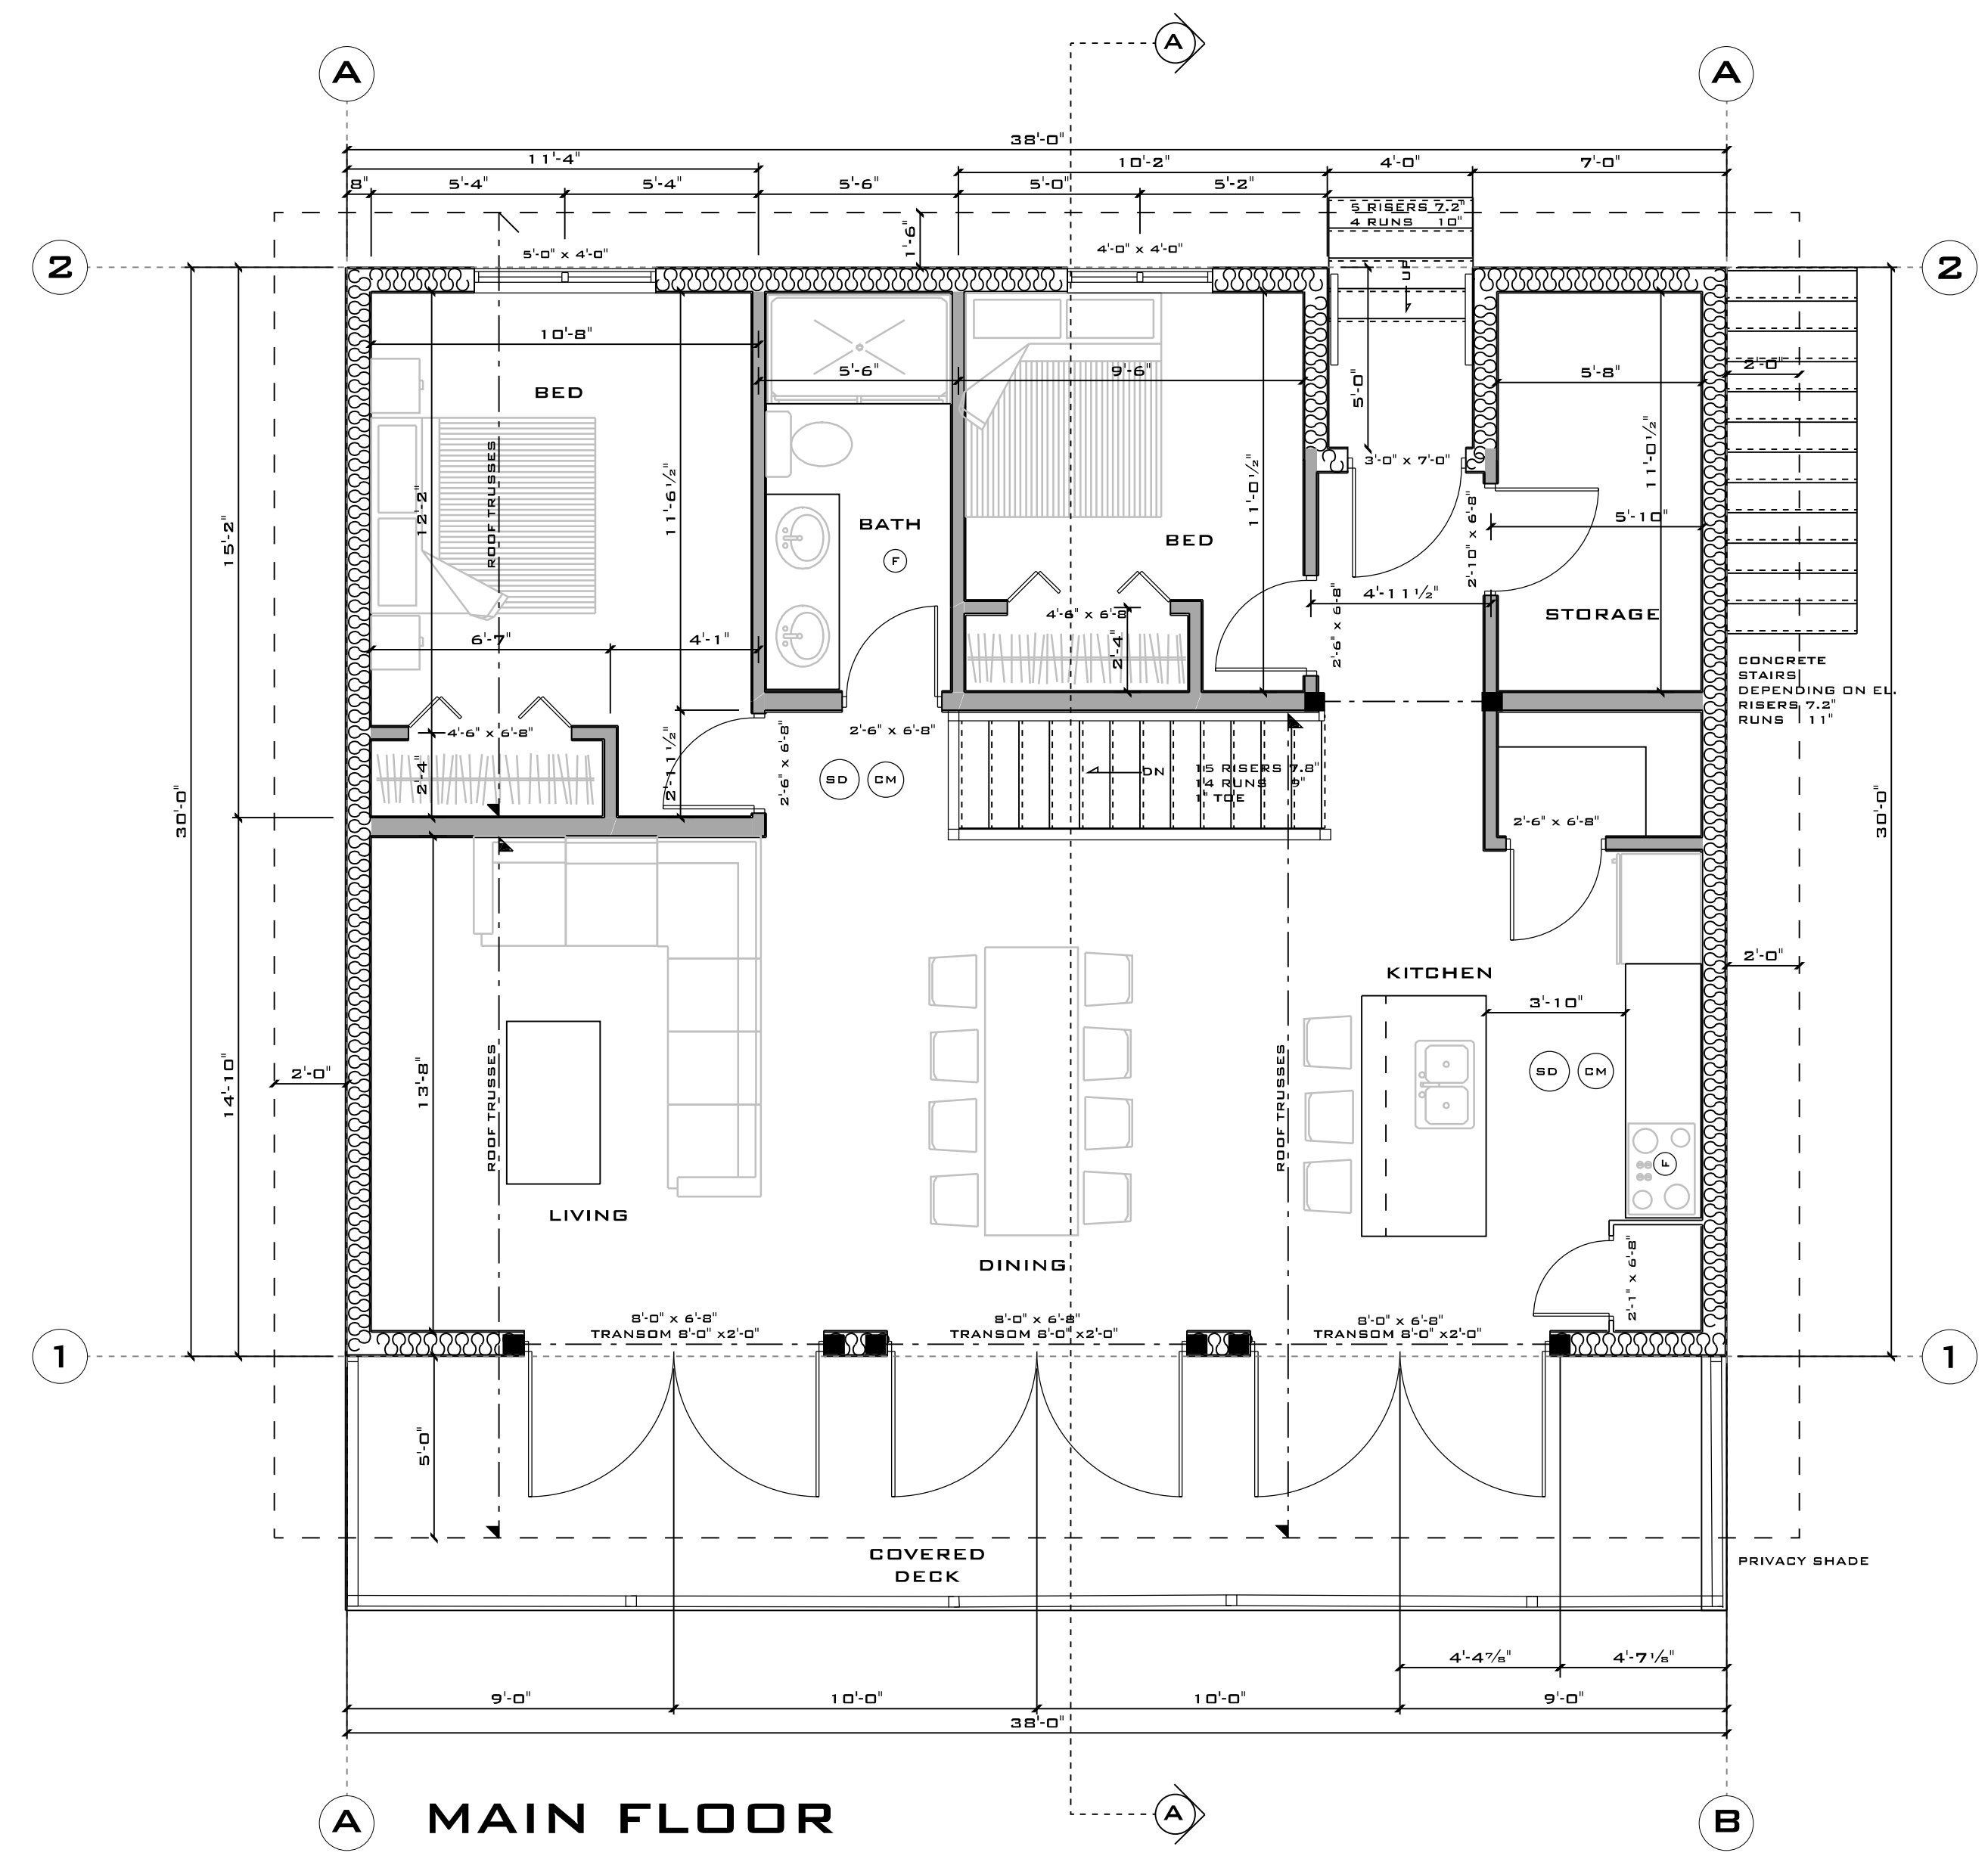 A
A
A
38'-0"
11'-4"
10'-2"
4'-0"
7'-0"
8"
5'-4"
5'-4"
5'-6"
5'-0"
5'-2"
5 RISERS 7.2"
4 RUNS 10"
1'-6"
5'-0" x 4'-0"
4'-0" x 4'-0"
2
2
UP
10'-8"
5'-6"
9'-6"
5'-0"
5'-8"
2'-0"
BED
ROOF TRUSSES
12'-2"
11'-6½"
11'-0½"
11'-0½"
3'-0" x 7'-0"
15'-2"
BATH
F
BED
2'-10" x 6'-8"
5'-10"
4'-11½"
STORAGE
4'-6" x 6'-8"
2'-4"
2'-6" x 6'-8"
6'-7"
4'-1"
CONCRETE
STAIRS
DEPENDING ON EL.
RISERS 7.2"
RUNS 11"
4'-6" x 6'-8"
2'-4"
2'-11½"
2'-6" x 6'-8"
2'-6" x 6'-8"
SD
CM
DN
15 RISERS 7.8"
14 RUNS 9"
1" TOE
30'-0"
30'-0"
2'-6" x 6'-8"
KITCHEN
2'-0"
3'-10"
14'-10"
2'-0"
13'-8"
ROOF TRUSSES
ROOF TRUSSES
SD
CM
F
LIVING
DINING
2'-1" x 6'-8"
8'-0" x 6'-8"
TRANSOM 8'-0" x2'-0"
8'-0" x 6'-8"
TRANSOM 8'-0" x2'-0"
8'-0" x 6'-8"
TRANSOM 8'-0" x2'-0"
1
1
5'-0"
COVERED
DECK
PRIVACY SHADE
4'-4⅞"
4'-7⅛"
9'-0"
10'-0"
10'-0"
9'-0"
38'-0"
A
MAIN FLOOR
A
B